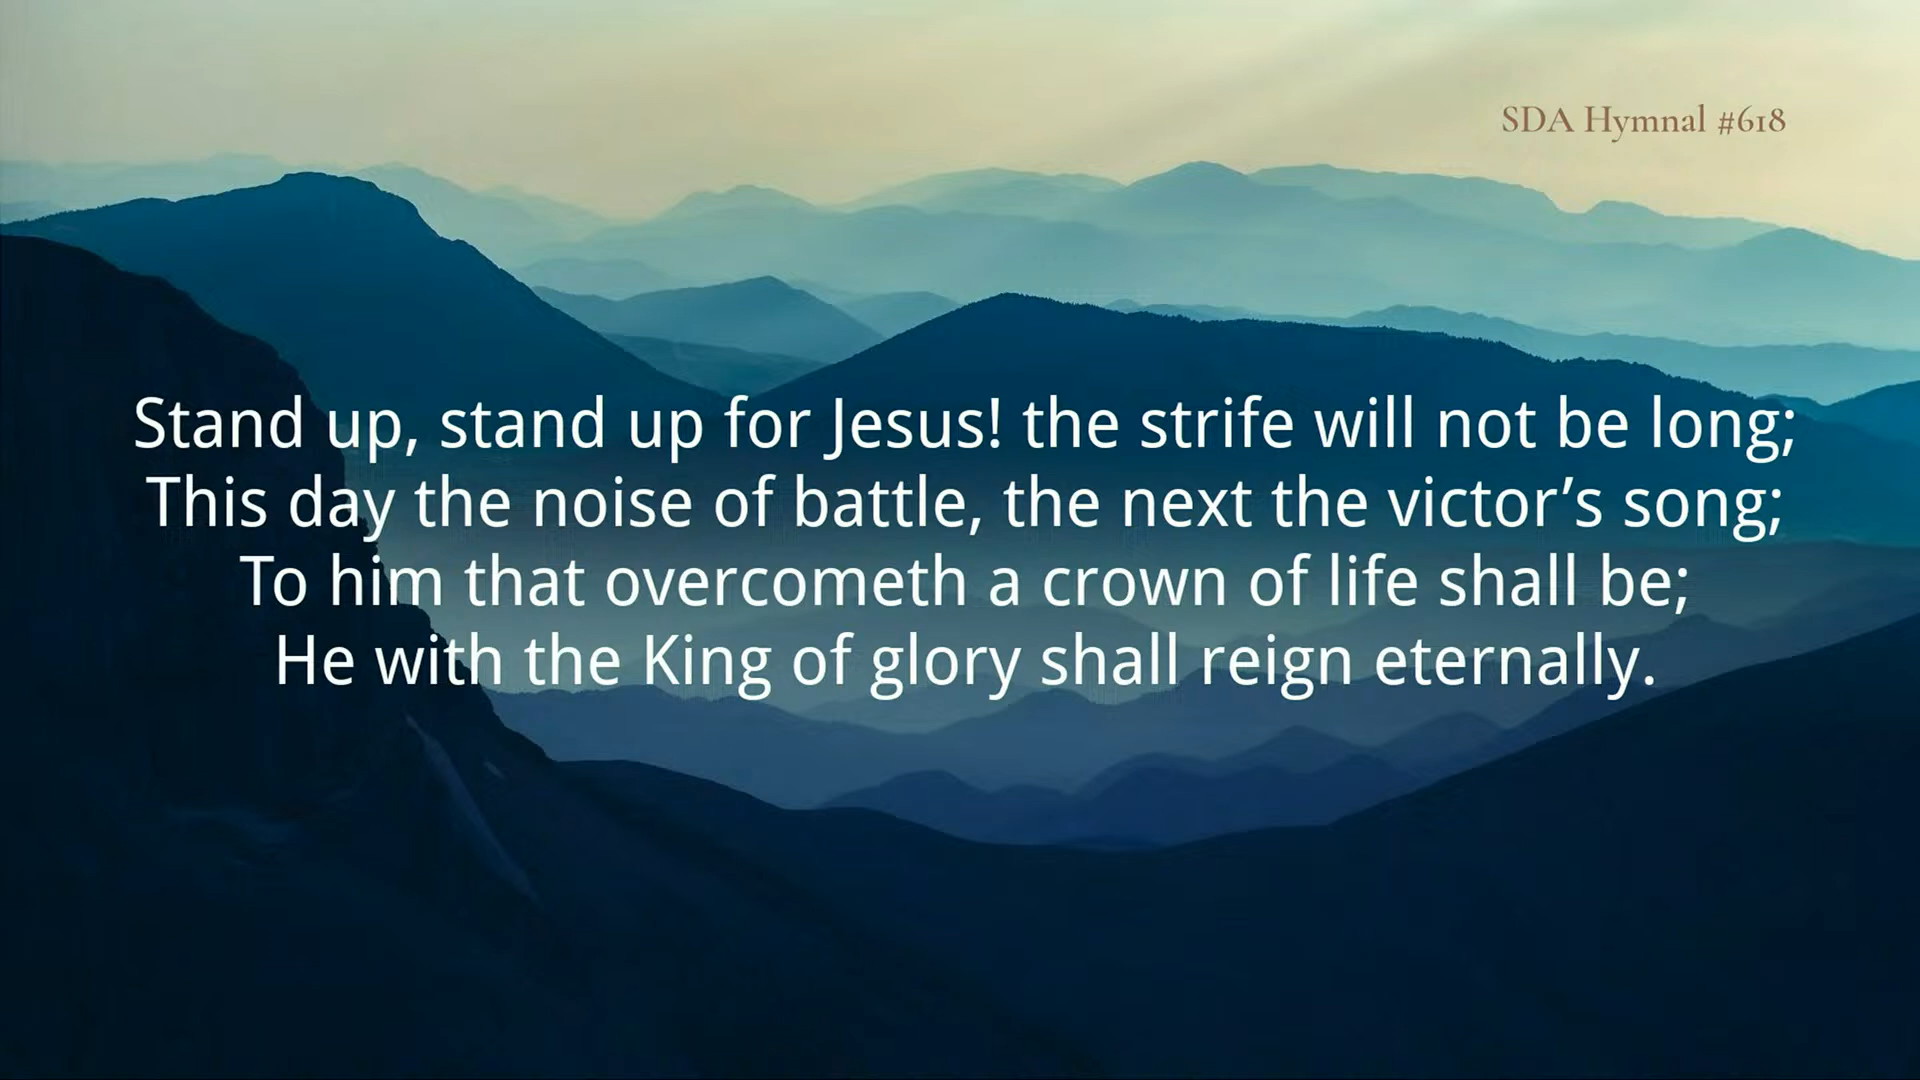 SDA Hymnal #618
Stand up, stand up for Jesus! the strife will not be long;
This day the noise of battle, the next the victor’s song;
To him that overcometh a crown of life shall be;
He with the King of glory shall reign eternally.